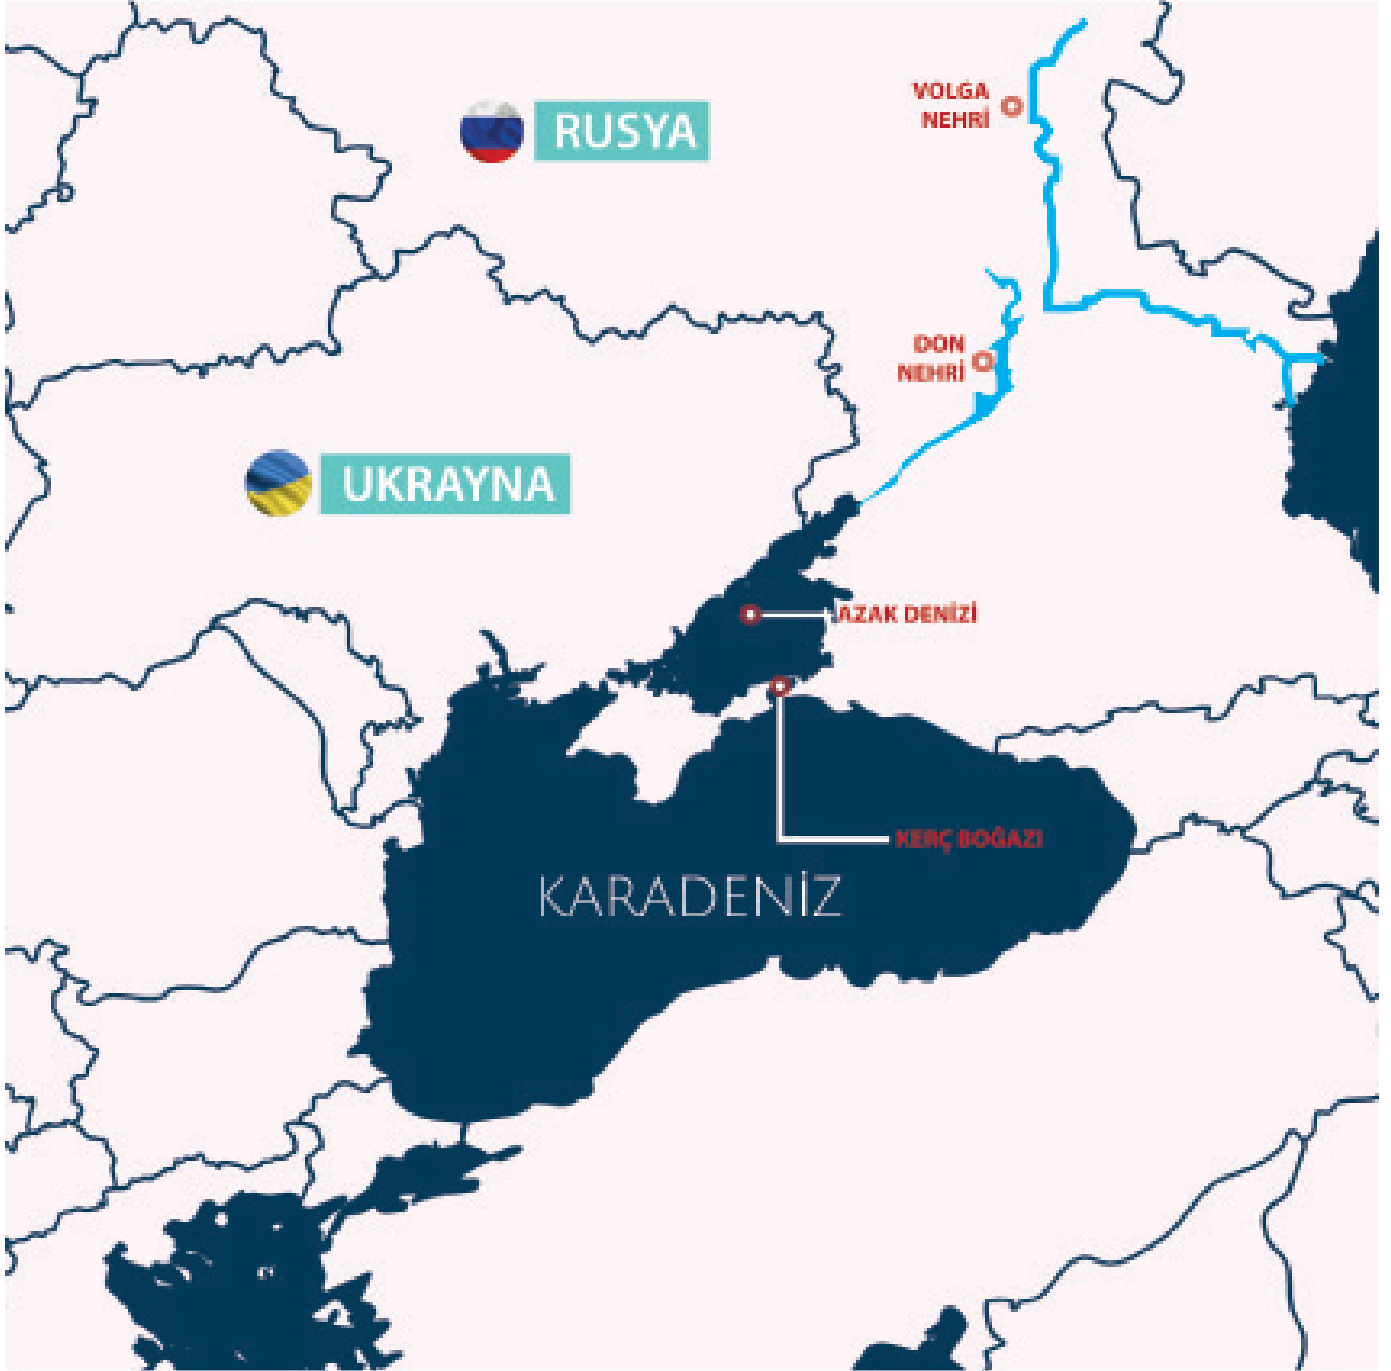 VOLGA
NEHRİ
RUSYA
DON
NEHRİ
UKRAYNA
AZAK DENİZİ
KERÇ BOĞAZI
KARADENİZ